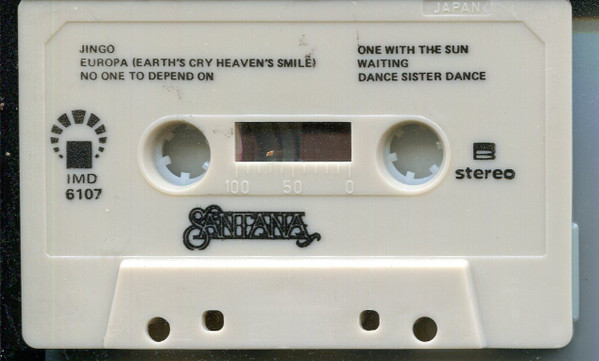 JAPAN
JINGO
EUROPA (EARTH'S CRY HEAVEN'S SMILE)
NO ONE TO DEPEND ON
ONE WITH THE SUN
WAITING
DANCE SISTER DANCE
IMD
6107
B
stereo
100 50 0
SANTANA